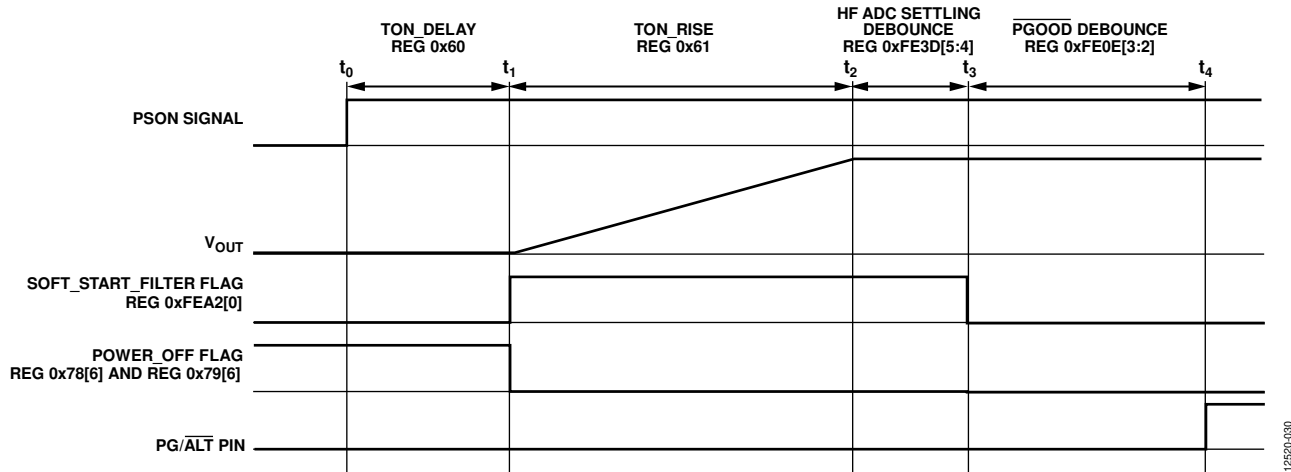 TON_DELAY
REG 0x60
TON_RISE
REG 0x61
HF ADC SETTLING
DEBOUNCE
REG 0xFE3D[5:4]
PGOOD DEBOUNCE
REG 0xFE0E[3:2]
t0
t1
t2
t3
t4
PSON SIGNAL
VOUT
SOFT_START_FILTER FLAG
REG 0xFEA2[0]
POWER_OFF FLAG
REG 0x78[6] AND REG 0x79[6]
PG/ALT PIN
12520-030